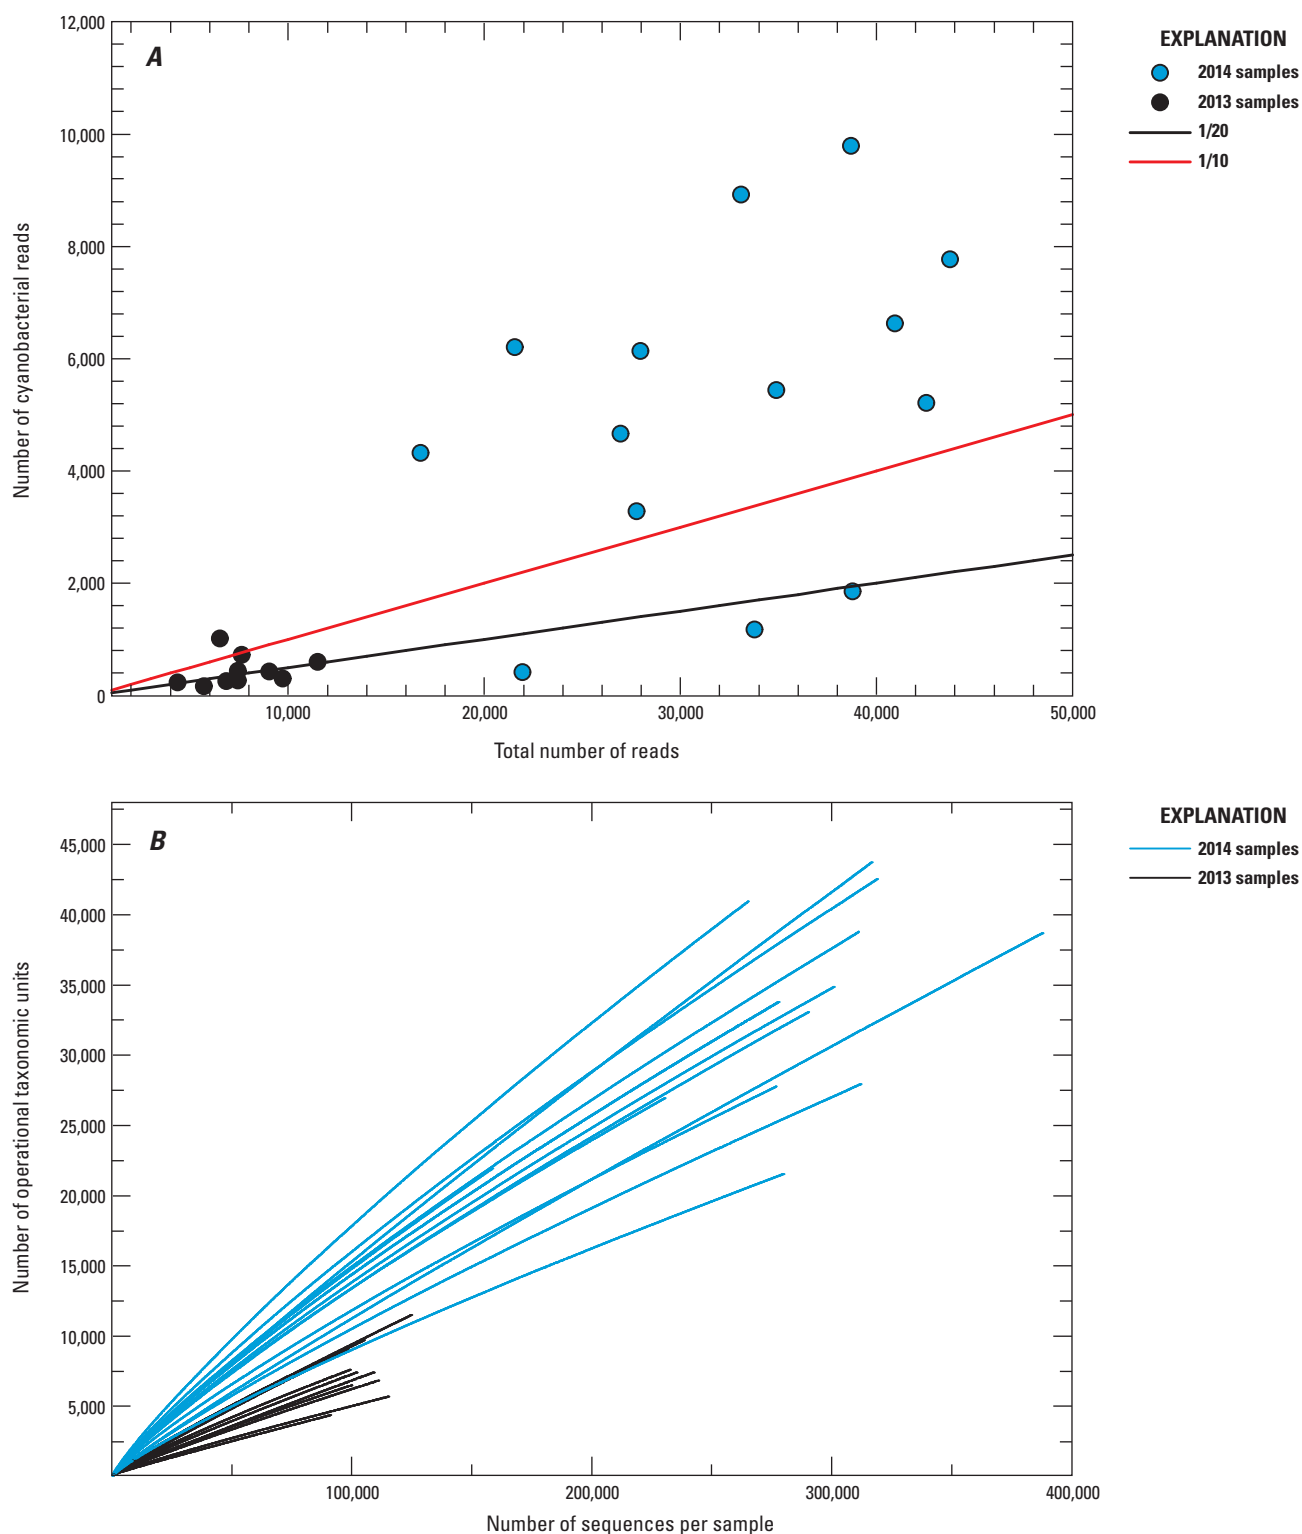 A
12,000
10,000
8,000
6,000
4,000
2,000
0
Number of cyanobacterial reads
10,000
20,000
30,000
40,000
50,000
Total number of reads
EXPLANATION
2014 samples
2013 samples
1/20
1/10
B
45,000
40,000
35,000
30,000
25,000
20,000
15,000
10,000
5,000
Number of operational taxonomic units
100,000
200,000
300,000
400,000
Number of sequences per sample
EXPLANATION
2014 samples
2013 samples